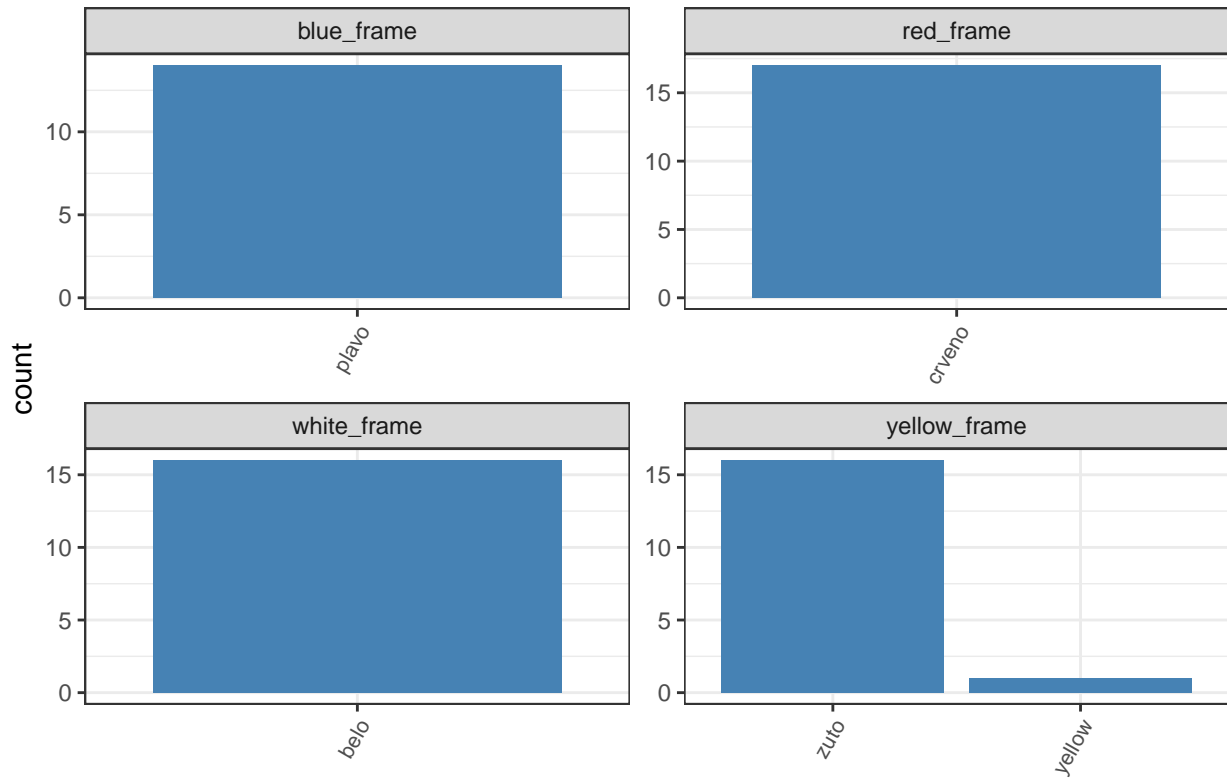 blue_frame
red_frame
10
5
0
15
10
5
0
plavo
crveno
count
white_frame
yellow_frame
15
10
5
0
15
10
5
0
belo
zuto
yellow